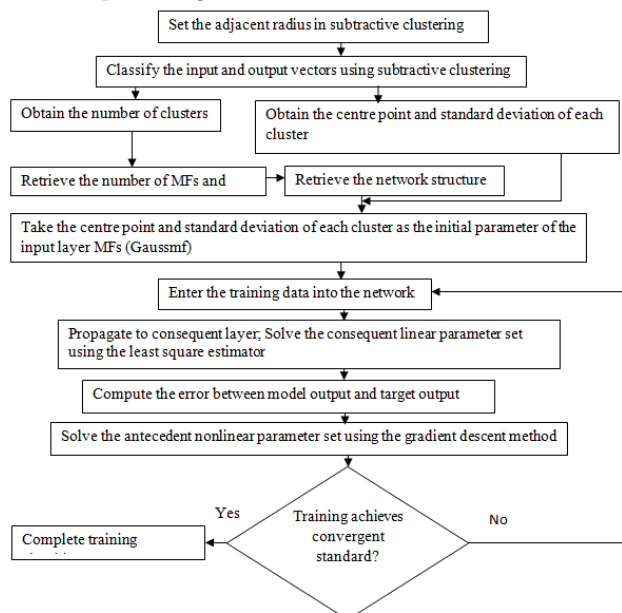 Set the adjacent radius in subtractive clustering
Classify the input and output vectors using subtractive clustering
Obtain the number of clusters
Obtain the centre point and standard deviation of each
cluster
Retrieve the number of MFs and
Retrieve the network structure
Take the centre point and standard deviation of each cluster as the initial parameter of the
input layer MFs (Gaussmf)
Enter the training data into the network
Propagate to consequent layer; Solve the consequent linear parameter set
using the least square estimator
Compute the error between model output and target output
Solve the antecedent nonlinear parameter set using the gradient descent method
Yes
Training achieves
convergent
standard?
No
Complete training